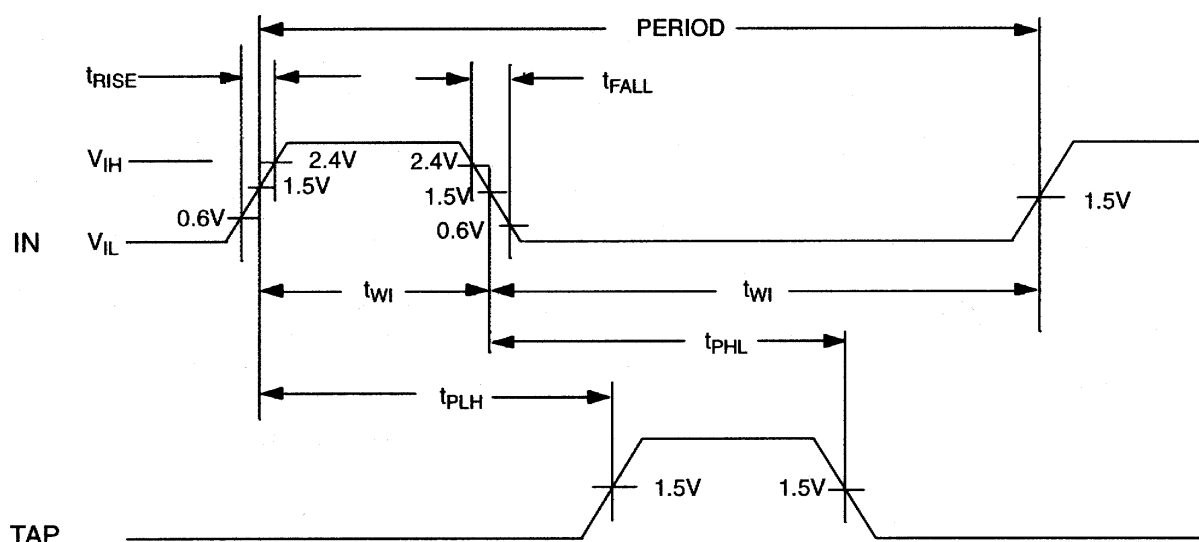 PERIOD
tRISE
tFALL
VIH
2.4V
2.4V
1.5V
1.5V
1.5V
0.6V
0.6V
IN
VIL
tWI
tWI
tPHL
tPLH
1.5V
1.5V
TAP